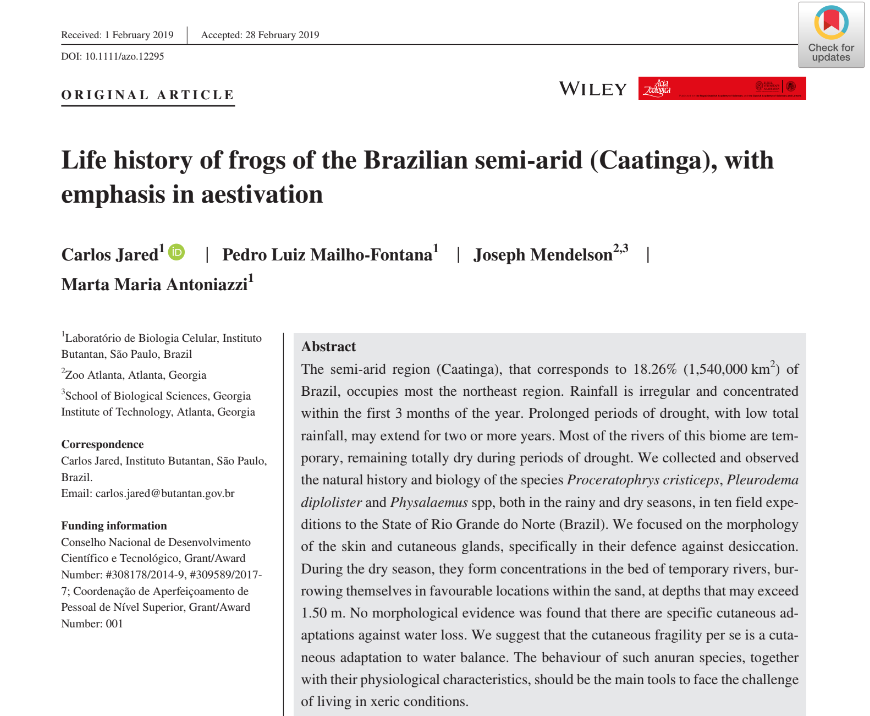 Received: 1 February 2019
Accepted: 28 February 2019
DOI: 10.1111/azo.12295
Check for
updates
ORIGINAL ARTICLE
WILEY
Acta
Zoologica
Life history of frogs of the Brazilian semi-arid (Caatinga), with
emphasis in aestivation
Carlos Jared1 iD | Pedro Luiz Mailho-Fontana1 | Joseph Mendelson2,3 |
Marta Maria Antoniazzi1
1Laboratório de Biologia Celular, Instituto
Butantan, São Paulo, Brazil
2Zoo Atlanta, Atlanta, Georgia
3School of Biological Sciences, Georgia
Institute of Technology, Atlanta, Georgia
Correspondence
Carlos Jared, Instituto Butantan, São Paulo,
Brazil.
Email: carlos.jared@butantan.gov.br
Funding information
Conselho Nacional de Desenvolvimento
Científico e Tecnológico, Grant/Award
Number: #308178/2014-9, #309589/2017-
7; Coordenação de Aperfeiçoamento de
Pessoal de Nível Superior, Grant/Award
Number: 001
Abstract
The semi-arid region (Caatinga), that corresponds to 18.26% (1,540,000 km2) of
Brazil, occupies most the northeast region. Rainfall is irregular and concentrated
within the first 3 months of the year. Prolonged periods of drought, with low total
rainfall, may extend for two or more years. Most of the rivers of this biome are tem-
porary, remaining totally dry during periods of drought. We collected and observed
the natural history and biology of the species Proceratophrys cristiceps, Pleurodema
diplolister and Physalaemus spp, both in the rainy and dry seasons, in ten field expe-
ditions to the State of Rio Grande do Norte (Brazil). We focused on the morphology
of the skin and cutaneous glands, specifically in their defence against desiccation.
During the dry season, they form concentrations in the bed of temporary rivers, bur-
rowing themselves in favourable locations within the sand, at depths that may exceed
1.50 m. No morphological evidence was found that there are specific cutaneous ad-
aptations against water loss. We suggest that the cutaneous fragility per se is a cuta-
neous adaptation to water balance. The behaviour of such anuran species, together
with their physiological characteristics, should be the main tools to face the challenge
of living in xeric conditions.